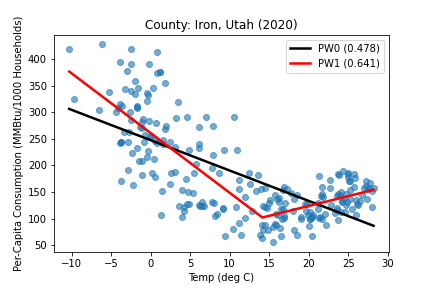 County: Iron, Utah (2020)
PW0 (0.478)
PW1 (0.641)
Per-Capita Consumption (MMBtu/1000 Households)
400
350
300
250
200
150
100
50
−10 −5 0 5 10 15 20 25 30
Temp (deg C)